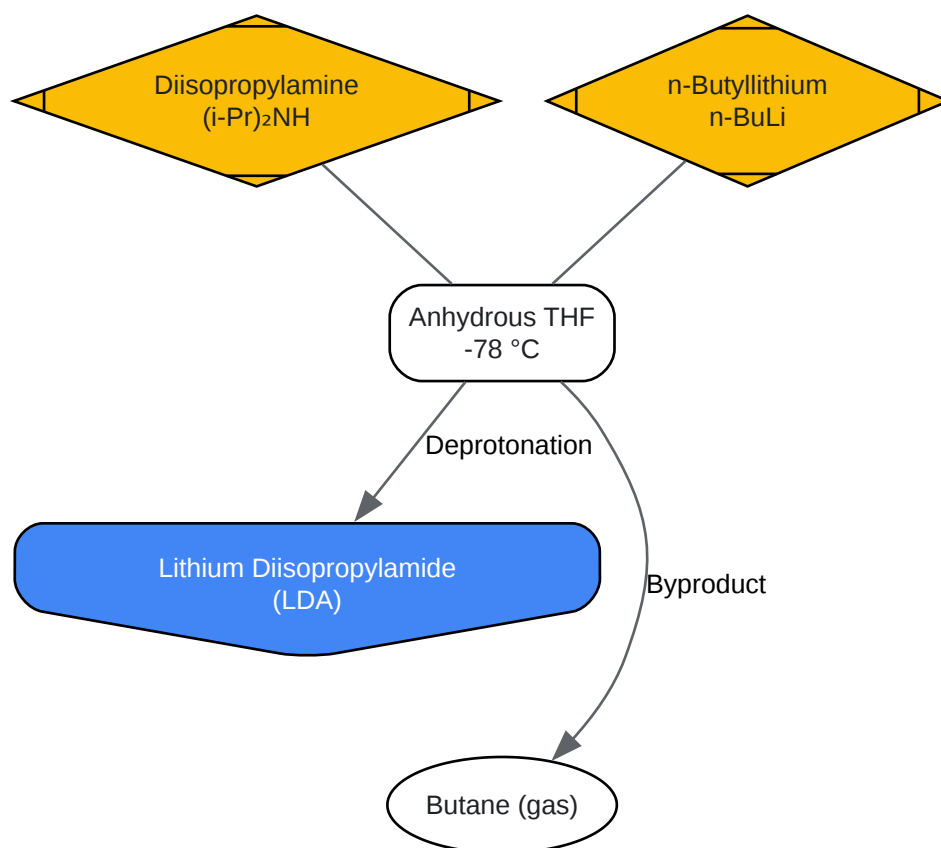 Diisopropylamine
(i-Pr)₂NH
n-Butyllithium
n-BuLi
Anhydrous THF
-78 °C
Deprotonation
Lithium Diisopropylamide
(LDA)
Byproduct
Butane (gas)